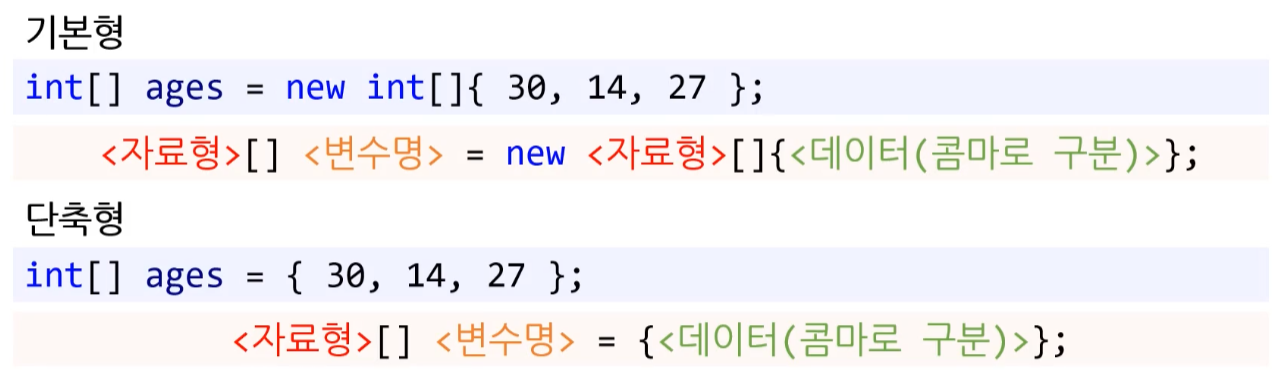 기본형
int[] ages = new int[]{ 30, 14, 27 };
<자료형>[] <변수명> = new <자료형>[]{<데이터(콤마로 구분)>};
단축형
int[] ages = { 30, 14, 27 };
<자료형>[] <변수명> = {<데이터(콤마로 구분)>};